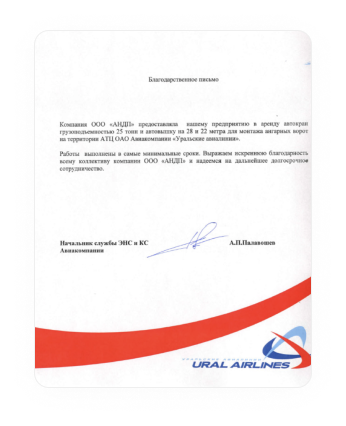 Благодарственное письмо
Компания ООО «АНДП» предоставила нашему предприятию в аренду автокран
грузоподъемностью 25 тонн и автовышку на 28 и 22 метра для монтажа ангарных ворот
на территории АТЦ ОАО Авиакомпании «Уральские авиалинии».
Работы выполнены в самые минимальные сроки. Выражаем искреннюю благодарность
всему коллективу компании ООО «АНДП» и надеемся на дальнейшее долгосрочное
сотрудничество.
Начальник службы ЭНС и КС А.П.Палавошев
Авиакомпании
URAL AIRLINES